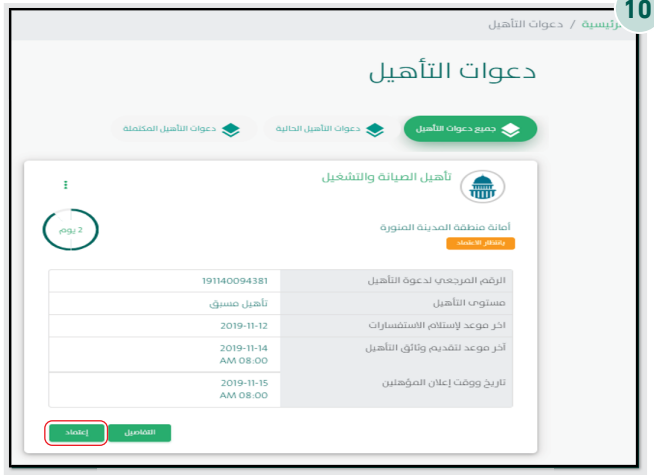 10
الرئيسية / دعوات التأهيل
دعوات التأهيل
جميع دعوات التأهيل
دعوات التأهيل الحالية
دعوات التأهيل المكتملة
تأهيل الصيانة والتشغيل
2 يوم
أمانة منطقة المدينة المنورة
بانتظار الاعتماد
الرقم المرجعي لدعوة التأهيل 191140094381
مستوى التأهيل تأهيل مسبق
اخر موعد لإستلام الاستفسارات 2019-11-12
آخر موعد لتقديم وثائق التأهيل 2019-11-14
AM 08:00
تاريخ ووقت إعلان المؤهلين 2019-11-15
AM 08:00
التفاصيل
إعتماد